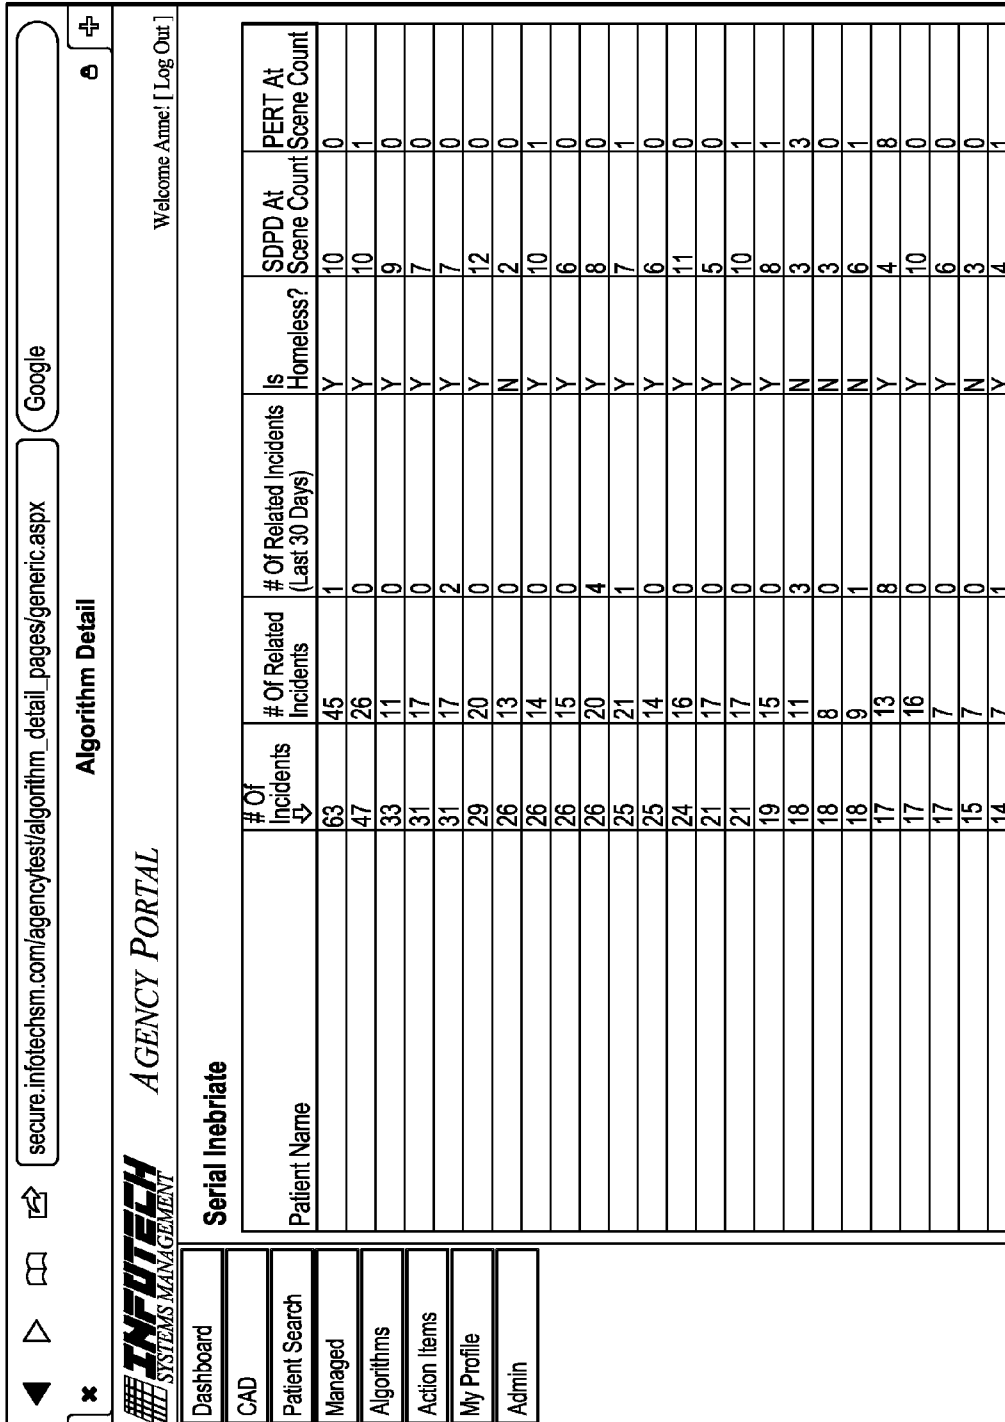 secure.infotechsm.com/agencytest/algorithm_detail_pages/generic.aspx Google
Algorithm Detail
INFOTECH
SYSTEMS MANAGEMENT
AGENCY PORTAL
Welcome Anne! [ Log Out ]
Dashboard
CAD
Patient Search
Managed
Algorithms
Action Items
My Profile
Admin
Serial Inebriate
Patient Name # Of Incidents # Of Related Incidents # Of Related Incidents (Last 30 Days) Is Homeless? SDPD At Scene Count PERT At Scene Count
63 45 1 Y 10 0
47 26 0 Y 10 1
33 11 0 Y 9 0
31 17 0 Y 7 0
31 17 2 Y 7 0
29 20 0 Y 12 0
26 13 0 N 2 0
26 14 0 Y 10 1
26 15 0 Y 6 0
26 20 4 Y 8 0
25 21 1 Y 7 1
25 14 0 Y 6 0
24 16 0 Y 11 0
21 17 0 Y 5 0
21 17 0 Y 10 1
19 15 0 Y 8 1
18 11 3 N 3 3
18 8 0 N 3 0
18 9 1 N 6 1
17 13 8 Y 4 8
17 16 0 Y 10 0
17 7 0 Y 6 0
15 7 0 N 3 0
14 7 1 Y 4 1